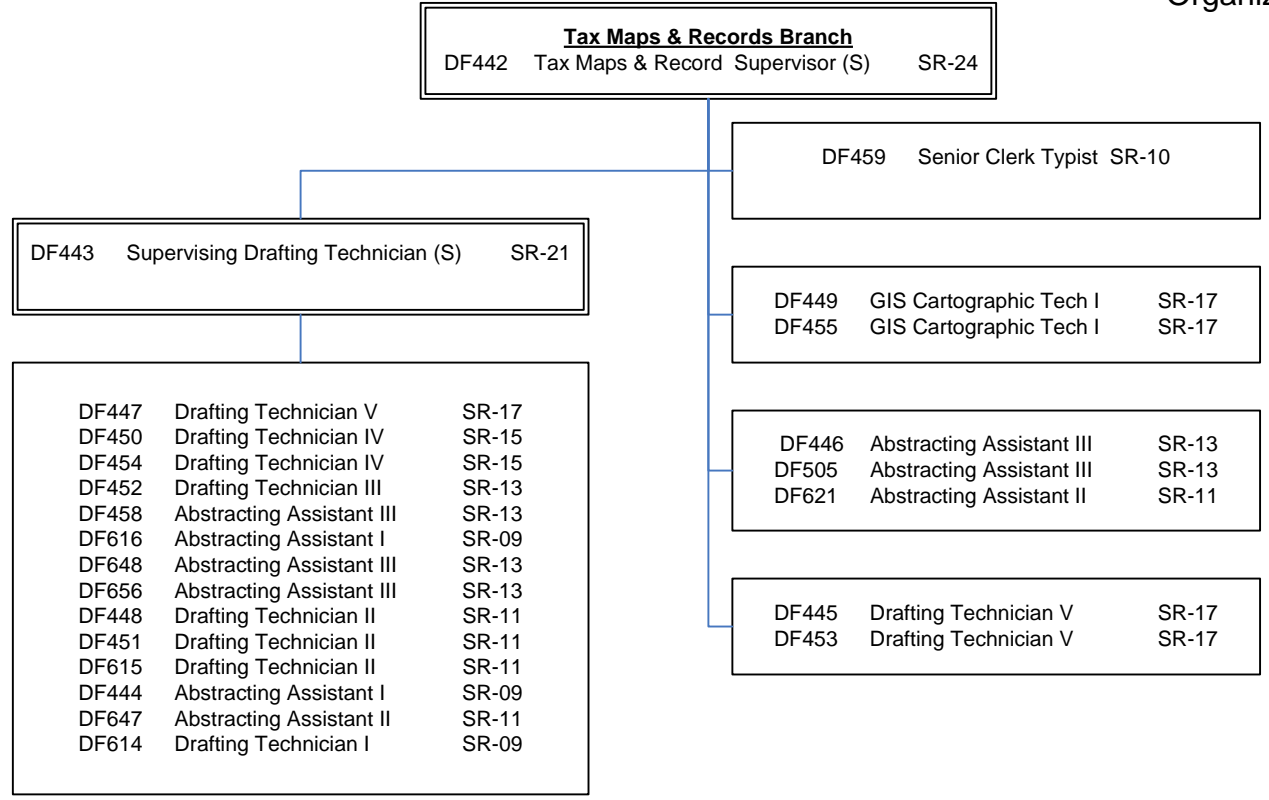 Tax Maps & Records Branch
DF442 Tax Maps & Record Supervisor (S) SR-24
DF459 Senior Clerk Typist SR-10
DF443 Supervising Drafting Technician (S) SR-21
DF449 GIS Cartographic Tech I SR-17
DF455 GIS Cartographic Tech I SR-17
DF447 Drafting Technician V SR-17
DF450 Drafting Technician IV SR-15
DF454 Drafting Technician IV SR-15
DF452 Drafting Technician III SR-13
DF458 Abstracting Assistant III SR-13
DF616 Abstracting Assistant I SR-09
DF648 Abstracting Assistant III SR-13
DF656 Abstracting Assistant III SR-13
DF448 Drafting Technician II SR-11
DF451 Drafting Technician II SR-11
DF615 Drafting Technician II SR-11
DF444 Abstracting Assistant I SR-09
DF647 Abstracting Assistant II SR-11
DF614 Drafting Technician I SR-09
DF446 Abstracting Assistant III SR-13
DF505 Abstracting Assistant III SR-13
DF621 Abstracting Assistant II SR-11
DF445 Drafting Technician V SR-17
DF453 Drafting Technician V SR-17